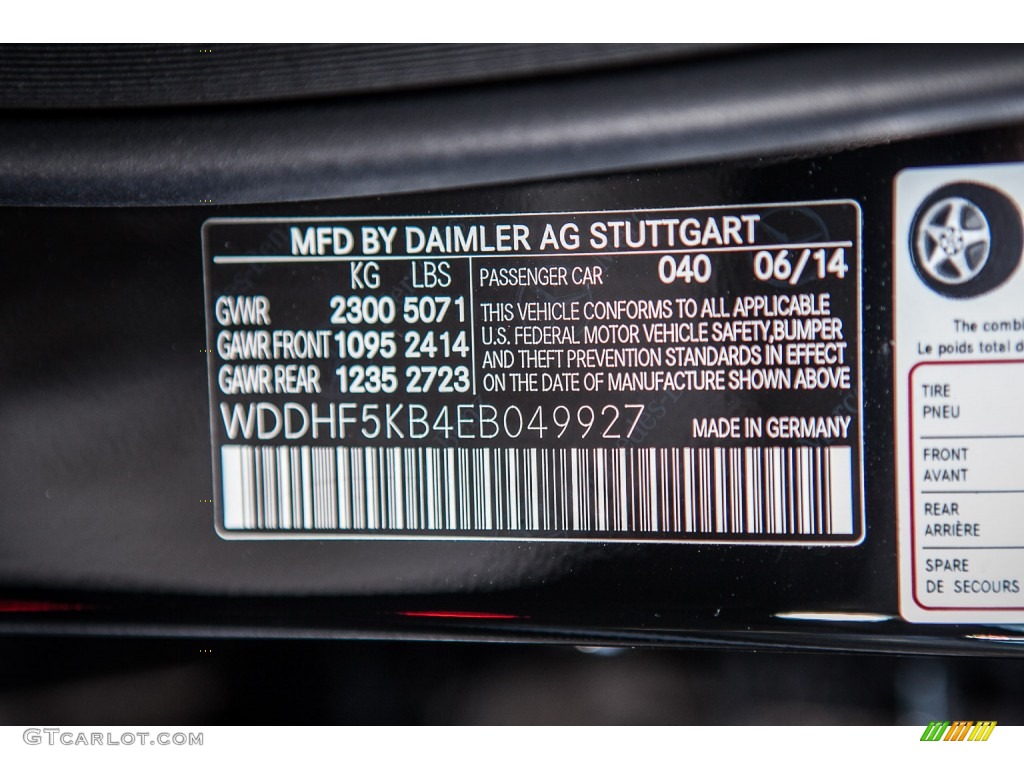 MFD BY DAIMLER AG STUTTGART
KG LBS
GVWR 2300 5071
GAWR FRONT 1095 2414
GAWR REAR 1235 2723
PASSENGER CAR 040 06/14
THIS VEHICLE CONFORMS TO ALL APPLICABLE
U.S. FEDERAL MOTOR VEHICLE SAFETY,BUMPER
AND THEFT PREVENTION STANDARDS IN EFFECT
ON THE DATE OF MANUFACTURE SHOWN ABOVE
WDDHF5KB4EB049927 MADE IN GERMANY
The combi
Le poids total d
TIRE
PNEU
FRONT
AVANT
REAR
ARRIÈRE
SPARE
DE SECOURS
GTCARLOT.COM